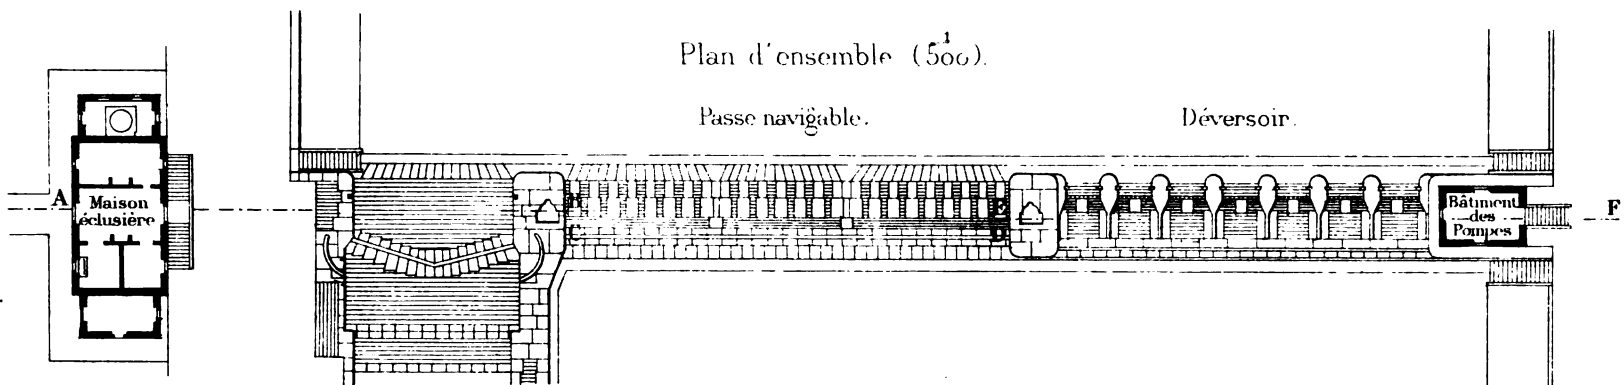 Plan d'ensemble (1/500).
Passe navigable.
Déversoir.
A
Maison
éclusière
B
C
E
D
Bâtiment
des
Pompes
F